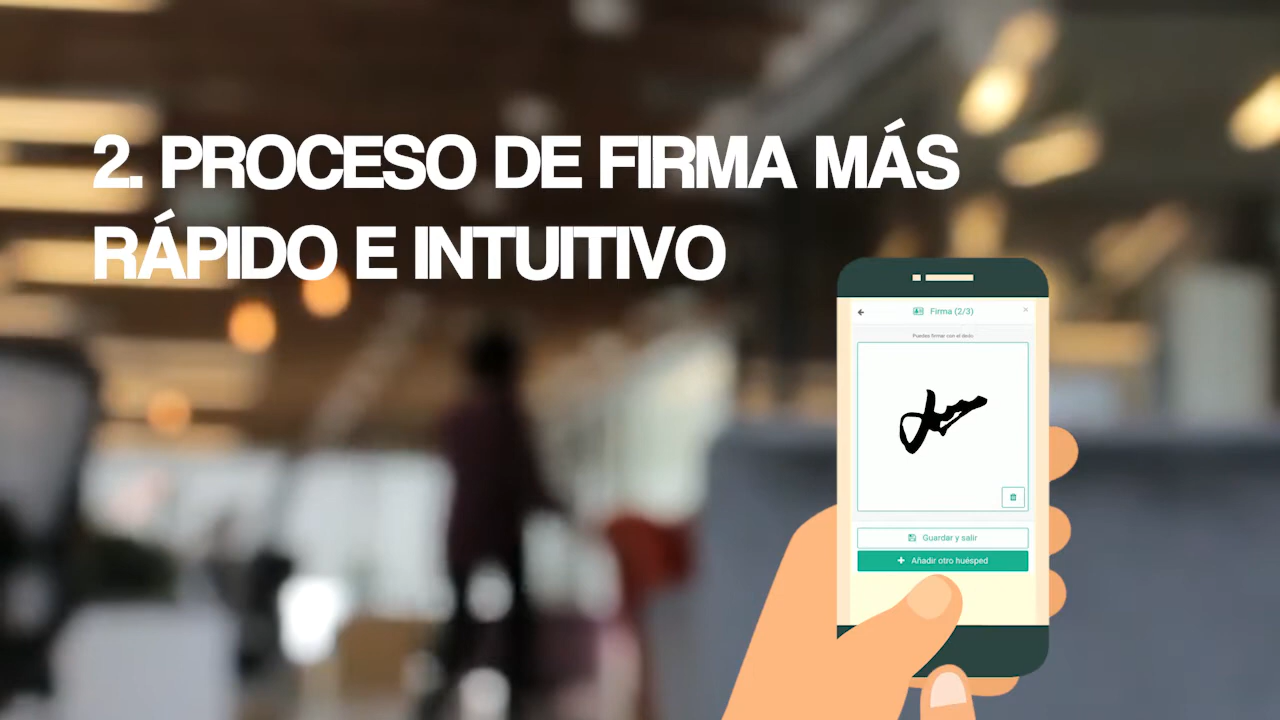 2. PROCESO DE FIRMA MÁS
RÁPIDO E INTUITIVO
Firma (2/3)
Puedes firmar con el dedo
Guardar y salir
Añadir otro huésped